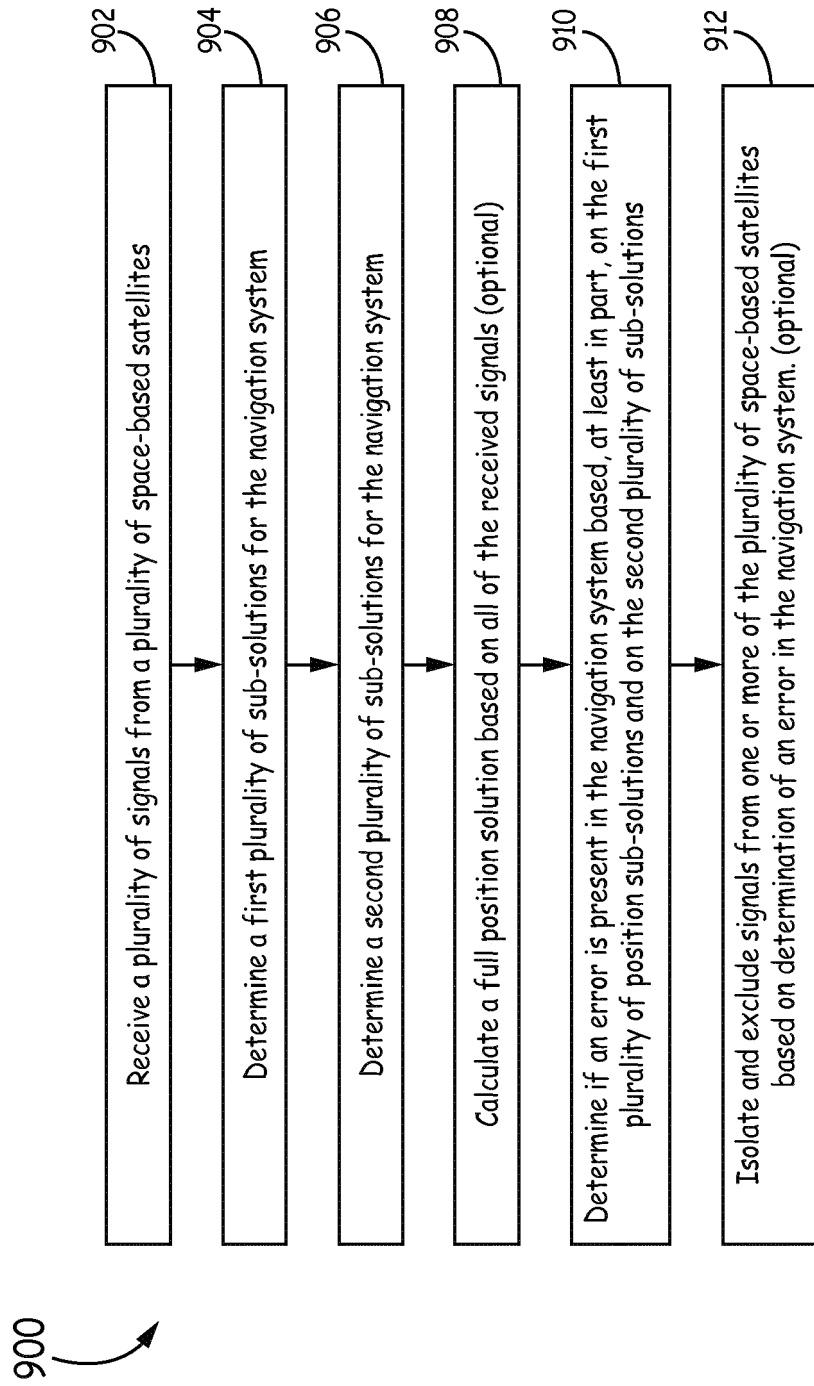 900
902
Receive a plurality of signals from a plurality of space-based satellites
904
Determine a first plurality of sub-solutions for the navigation system
906
Determine a second plurality of sub-solutions for the navigation system
908
Calculate a full position solution based on all of the received signals (optional)
910
Determine if an error is present in the navigation system based, at least in part, on the first
plurality of position sub-solutions and on the second plurality of sub-solutions
912
Isolate and exclude signals from one or more of the plurality of space-based satellites
based on determination of an error in the navigation system. (optional)